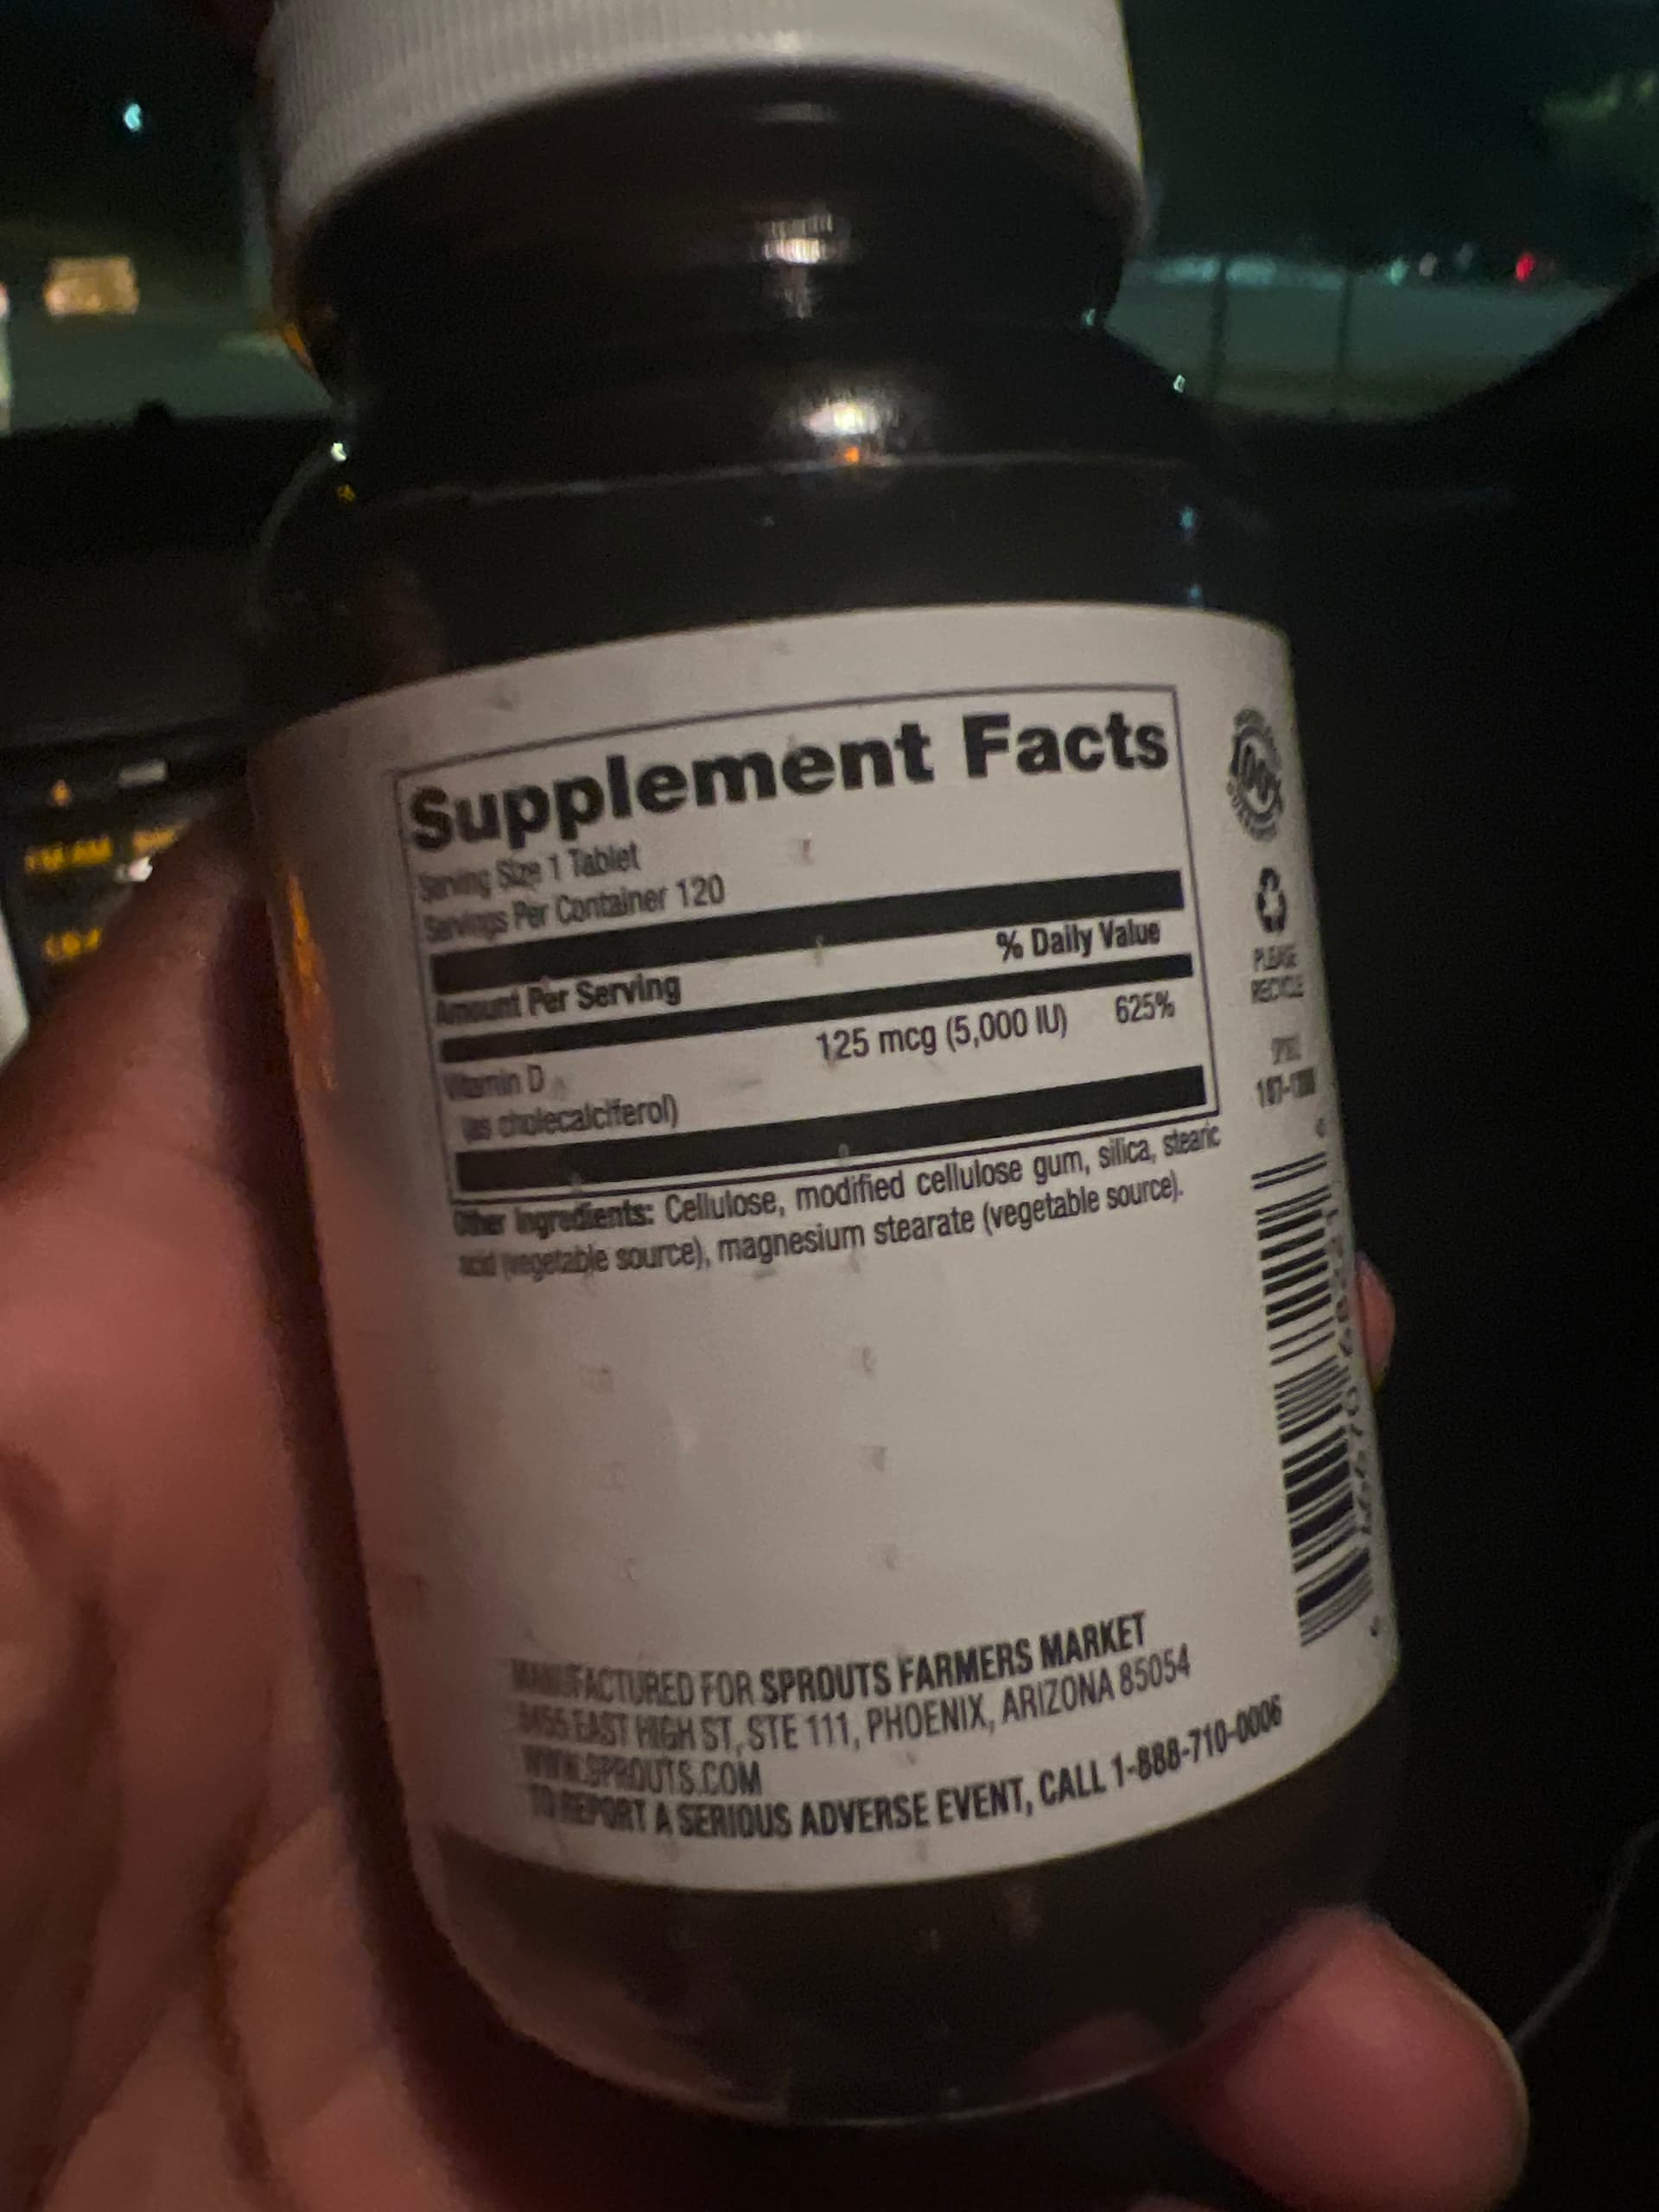 Supplement Facts
Serving Size 1 Tablet
Servings Per Container 120
% Daily Value
Amount Per Serving
125 mcg (5,000 IU) 625%
Vitamin D
(as cholecalciferol)
Other Ingredients: Cellulose, modified cellulose gum, silica, stearic
acid (vegetable source), magnesium stearate (vegetable source).
MANUFACTURED FOR SPROUTS FARMERS MARKET
EAST HIGH ST, STE 111, PHOENIX, ARIZONA 85054
WWW.SPROUTS.COM
TO REPORT A SERIOUS ADVERSE EVENT, CALL 1-888-710-0006
PLEASE
RECYCLE